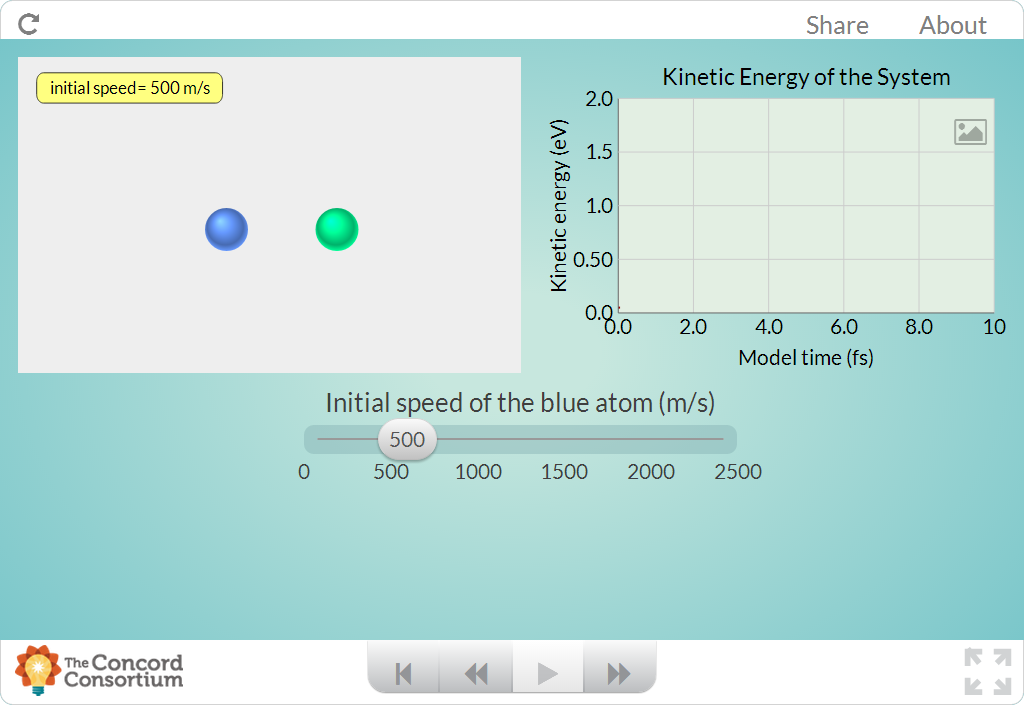 Share About
initial speed= 500 m/s
Kinetic Energy of the System
Kinetic energy (eV)
2.0
1.5
1.0
0.50
0.0
0.0 2.0 4.0 6.0 8.0 10
Model time (fs)
Initial speed of the blue atom (m/s)
500
0 500 1000 1500 2000 2500
The Concord
Consortium